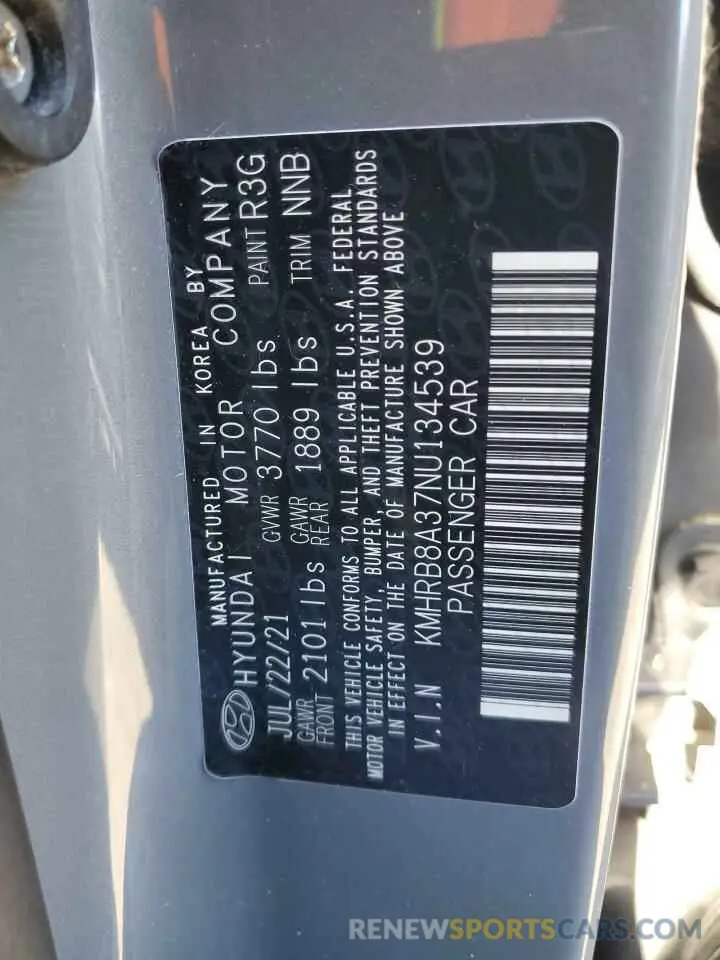 MANUFACTURED IN KOREA BY
HYUNDAI MOTOR COMPANY
JUL/22/21 GVWR 3770 lbs PAINT R3G
GAWR FRONT 2101 lbs GAWR REAR 1889 lbs TRIM NNB
THIS VEHICLE CONFORMS TO ALL APPLICABLE U.S.A. FEDERAL
MOTOR VEHICLE SAFETY, BUMPER, AND THEFT PREVENTION STANDARDS
IN EFFECT ON THE DATE OF MANUFACTURE SHOWN ABOVE
V.I.N KMHRB8A37NU134539
PASSENGER CAR
RENEWSPORTSCARS.COM